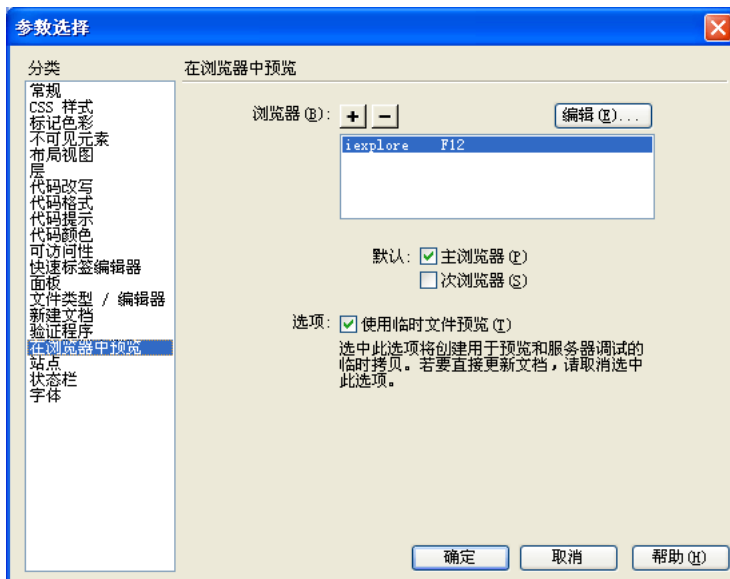 参数选择
分类
常规
CSS 样式
标记色彩
不可见元素
布局视图
层
代码改写
代码格式
代码提示
代码颜色
可访问性
快速标签编辑器
面板
文件类型 / 编辑器
新建文档
验证程序
在浏览器中预览
站点
状态栏
字体
在浏览器中预览
浏览器(B): + − 编辑(E)...
iexplore F12
默认: 主浏览器(P)
次浏览器(S)
选项: 使用临时文件预览(T)
选中此选项将创建用于预览和服务器调试的
临时拷贝。若要直接更新文档，请取消选中
此选项。
确定 取消 帮助(H)